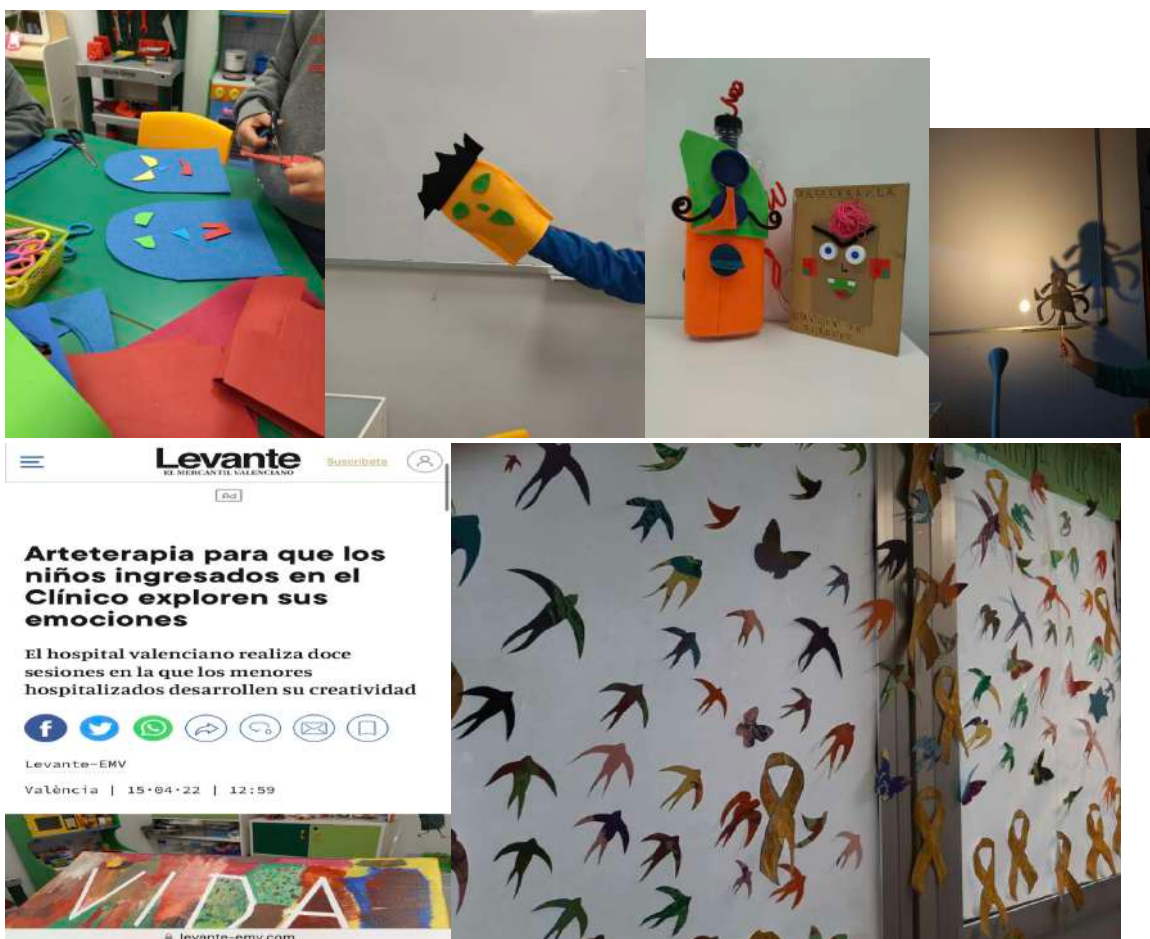 Levante
EL MERCANTIL VALENCIANO
Suscríbete
Ad
Arteterapia para que los
niños ingresados en el
Clínico exploren sus
emociones
El hospital valenciano realiza doce
sesiones en la que los menores
hospitalizados desarrollen su creatividad
Levante-EMV
València | 15·04·22 | 12:59
VIDA
levante-emv.com